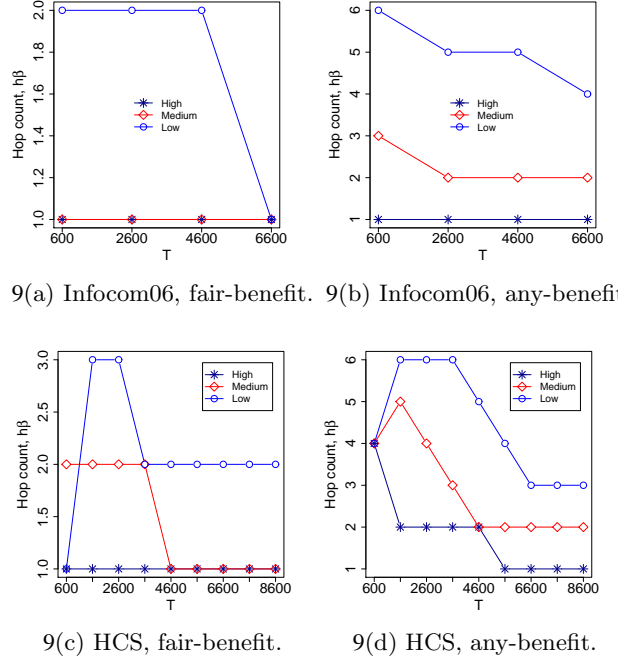 Hop count, hβ
2.0
1.8
1.6
1.4
1.2
1.0
High
Medium
Low
600
2600
4600
6600
T
Hop count, hβ
6
5
4
3
2
1
High
Medium
Low
600
2600
4600
6600
T
9(a) Infocom06, fair-benefit.
9(b) Infocom06, any-benefit
Hop count, hβ
3.0
2.5
2.0
1.5
1.0
High
Medium
Low
600
2600
4600
6600
8600
T
Hop count, hβ
6
5
4
3
2
1
High
Medium
Low
600
2600
4600
6600
8600
T
9(c) HCS, fair-benefit.
9(d) HCS, any-benefit.